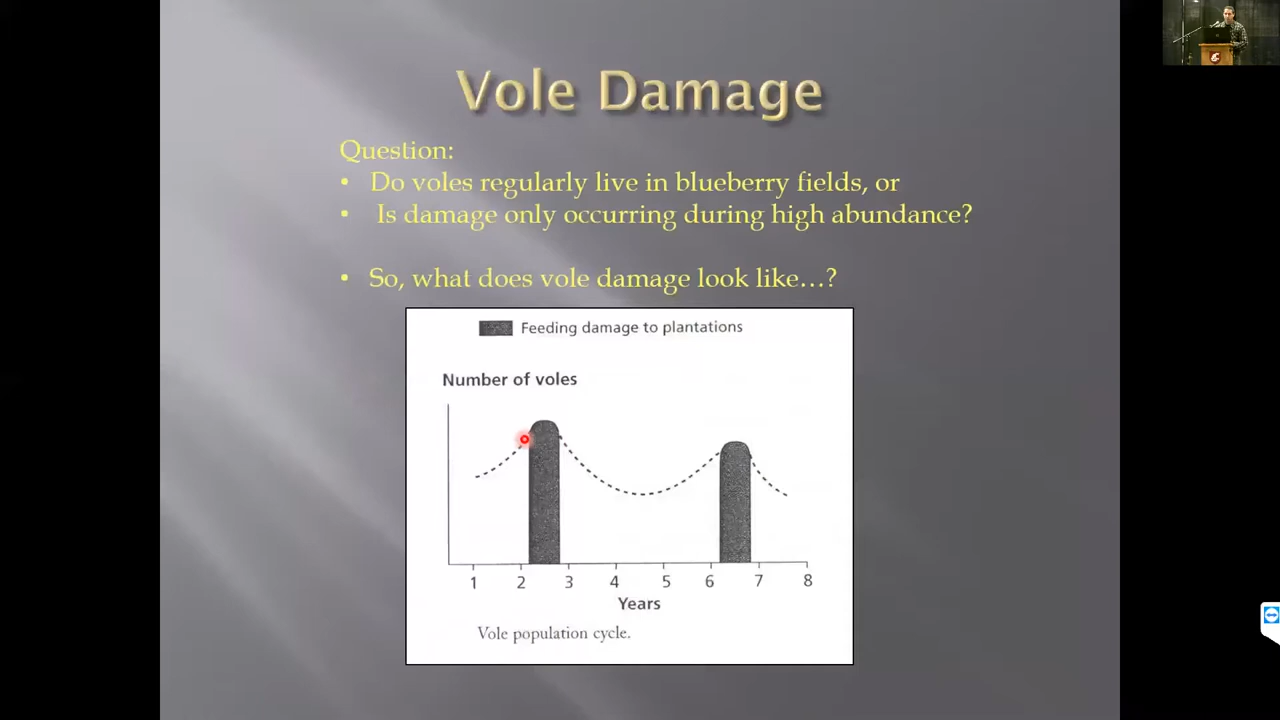 Vole Damage
Question:
• Do voles regularly live in blueberry fields, or
• Is damage only occurring during high abundance?
• So, what does vole damage look like…?
Feeding damage to plantations
Number of voles
1 2 3 4 5 6 7 8
Years
Vole population cycle.